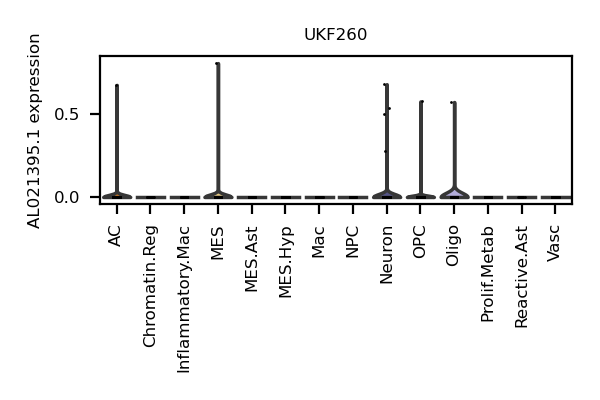 UKF260
AL021395.1 expression
0.5
0.0
AC
Chromatin.Reg
Inflammatory.Mac
MES
MES.Ast
MES.Hyp
Mac
NPC
Neuron
OPC
Oligo
Prolif.Metab
Reactive.Ast
Vasc